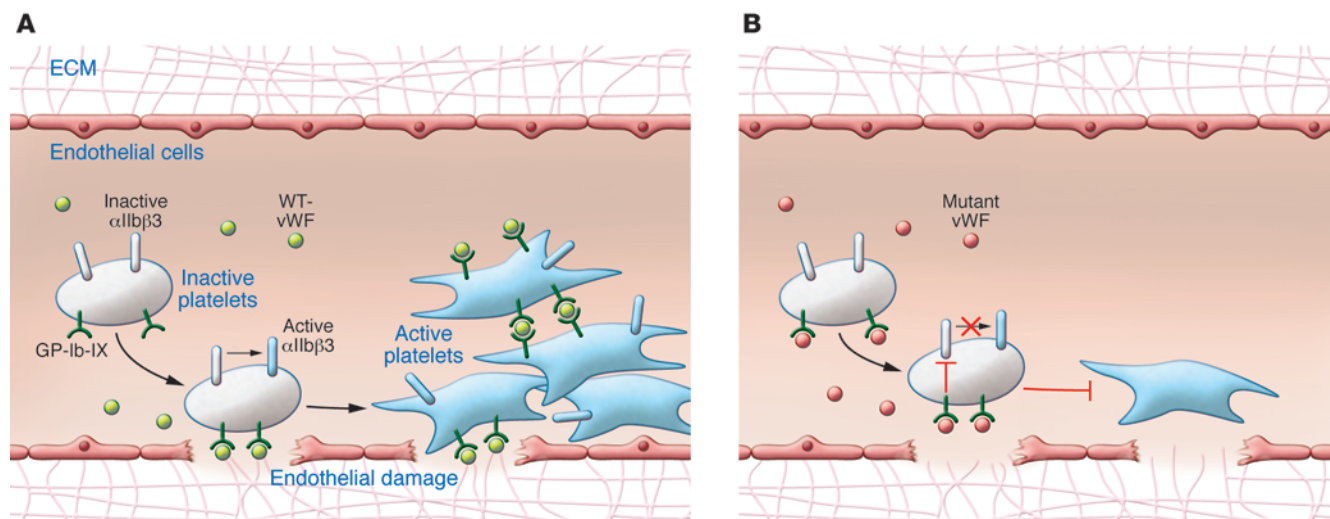 A
ECM
Endothelial cells
Inactive
αIIbβ3
WT-
vWF
Inactive
platelets
GP-Ib-IX
Active
αIIbβ3
Active
platelets
Endothelial damage
B
Mutant
vWF